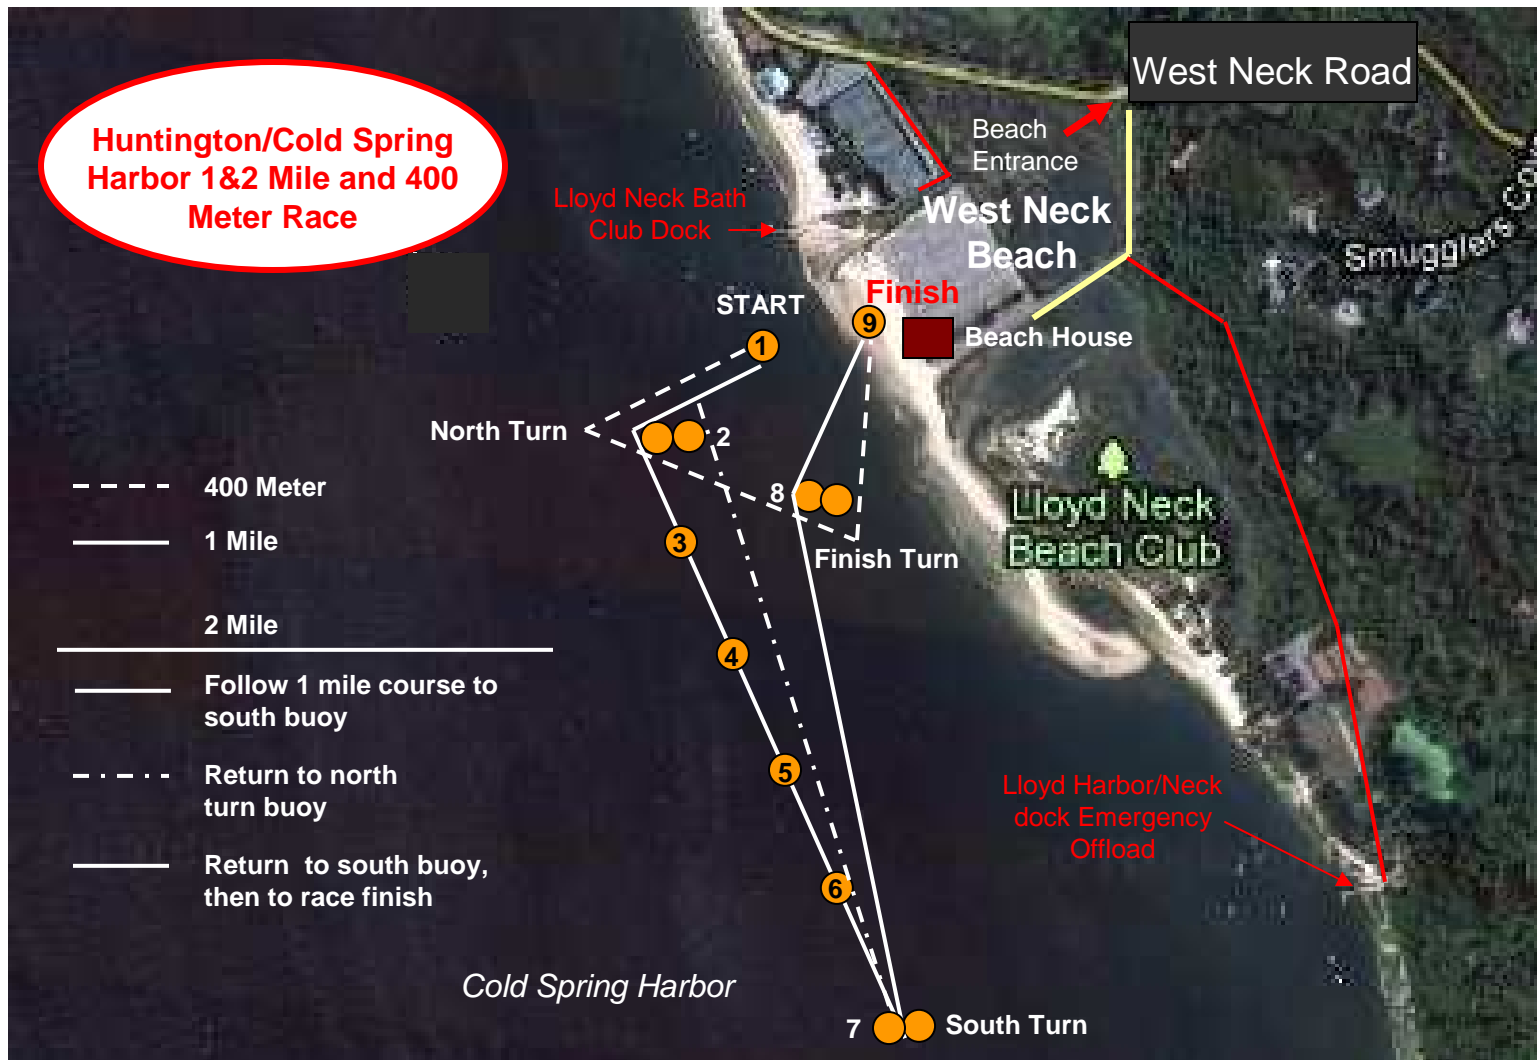 West Neck Road
Huntington/Cold Spring
Harbor 1&2 Mile and 400
Meter Race
Beach
Entrance
Lloyd Neck Bath
Club Dock
West Neck
Beach
Smugglers
START
Finish
9
1
Beach House
North Turn
2
8
400 Meter
3
1 Mile
Finish Turn
Lloyd Neck
Beach Club
2 Mile
4
Follow 1 mile course to
south buoy
5
Return to north
turn buoy
Lloyd Harbor/Neck
dock Emergency
Offload
Return to south buoy,
then to race finish
6
Cold Spring Harbor
7
South Turn